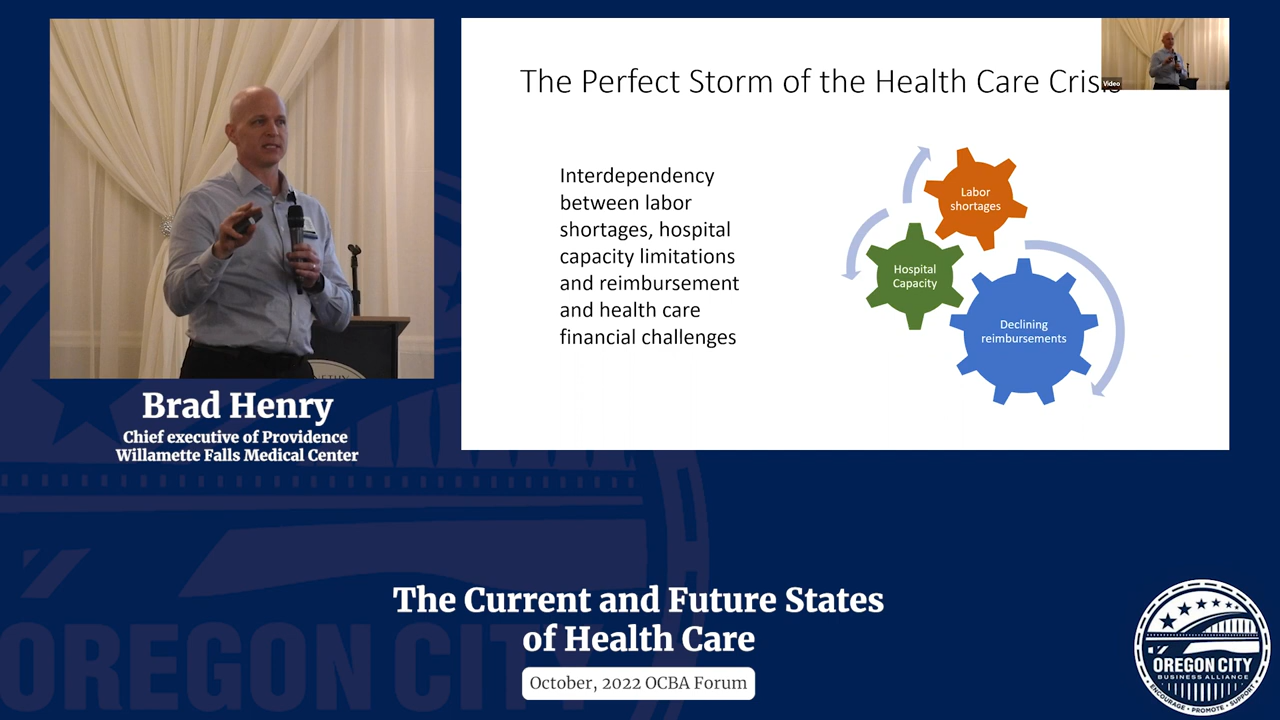 The Perfect Storm of the Health Care Crisis
Video
Interdependency
between labor
shortages, hospital
capacity limitations
and reimbursement
and health care
financial challenges
Labor
shortages
Hospital
Capacity
Declining
reimbursements
Brad Henry
Chief executive of Providence
Willamette Falls Medical Center
The Current and Future States
of Health Care
October, 2022 OCBA Forum
OREGON CITY
OREGON CITY
BUSINESS ALLIANCE
ENCOURAGE • PROMOTE • SUPPORT